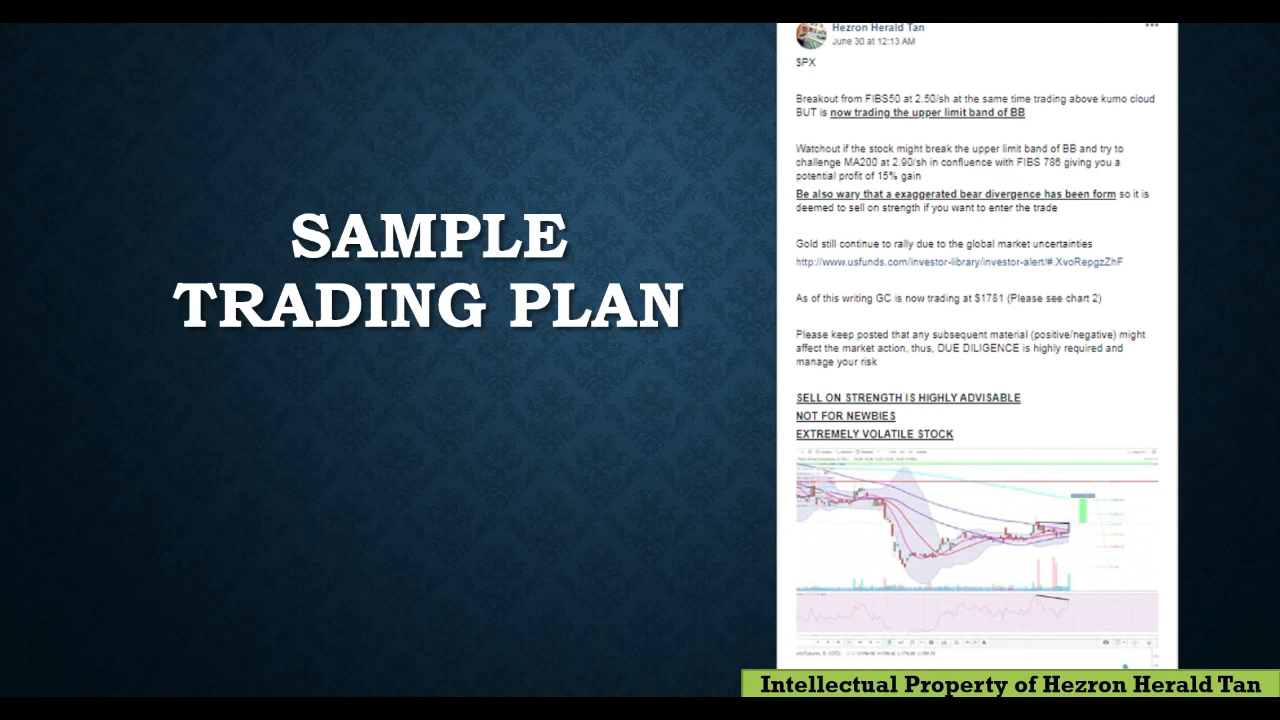 SAMPLE
TRADING PLAN
Hezron Herald Tan
June 30 at 12:13 AM
$PX
Breakout from FIBS50 at 2.50/sh at the same time trading above kumo cloud
BUT is now trading the upper limit band of BB
Watchout if the stock might break the upper limit band of BB and try to
challenge MA200 at 2.90/sh in confluence with FIBS 786 giving you a
potential profit of 15% gain
Be also wary that a exaggerated bear divergence has been form so it is
deemed to sell on strength if you want to enter the trade
Gold still continue to rally due to the global market uncertainties
http://www.usfunds.com/investor-library/investor-alert/#.XvoRepgzZhF
As of this writing GC is now trading at $1781 (Please see chart 2)
Please keep posted that any subsequent material (positive/negative) might
affect the market action, thus, DUE DILIGENCE is highly required and
manage your risk
SELL ON STRENGTH IS HIGHLY ADVISABLE
NOT FOR NEWBIES
EXTREMELY VOLATILE STOCK
Intellectual Property of Hezron Herald Tan